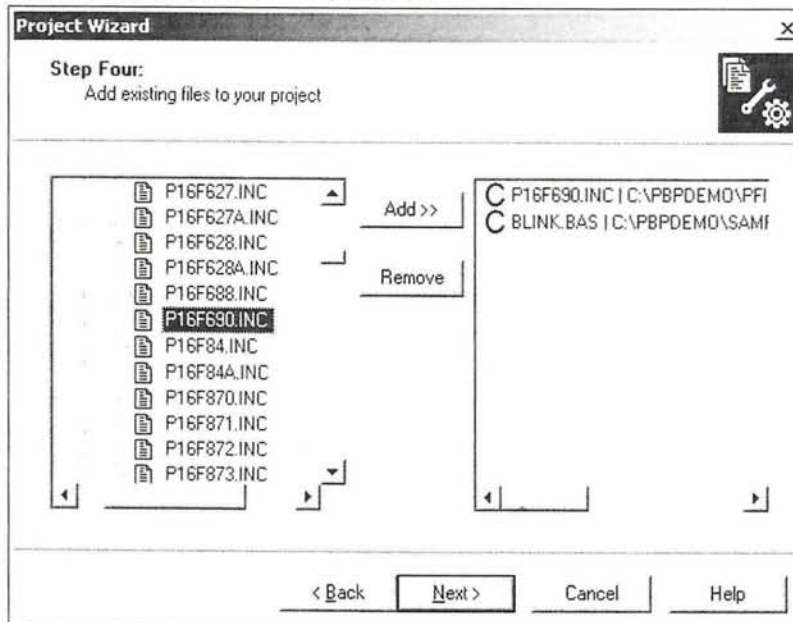 Project Wizard
Step Four:
Add existing files to your project
P16F627.INC
P16F627A.INC
P16F628.INC
P16F628A.INC
P16F688.INC
P16F690.INC
P16F84.INC
P16F84A.INC
P16F870.INC
P16F871.INC
P16F872.INC
P16F873.INC
Add >>
Remove
C P16F690.INC | C:\PBPDEMO\PFI
C BLINK.BAS | C:\PBPDEMO\SAMF
< Back
Next >
Cancel
Help